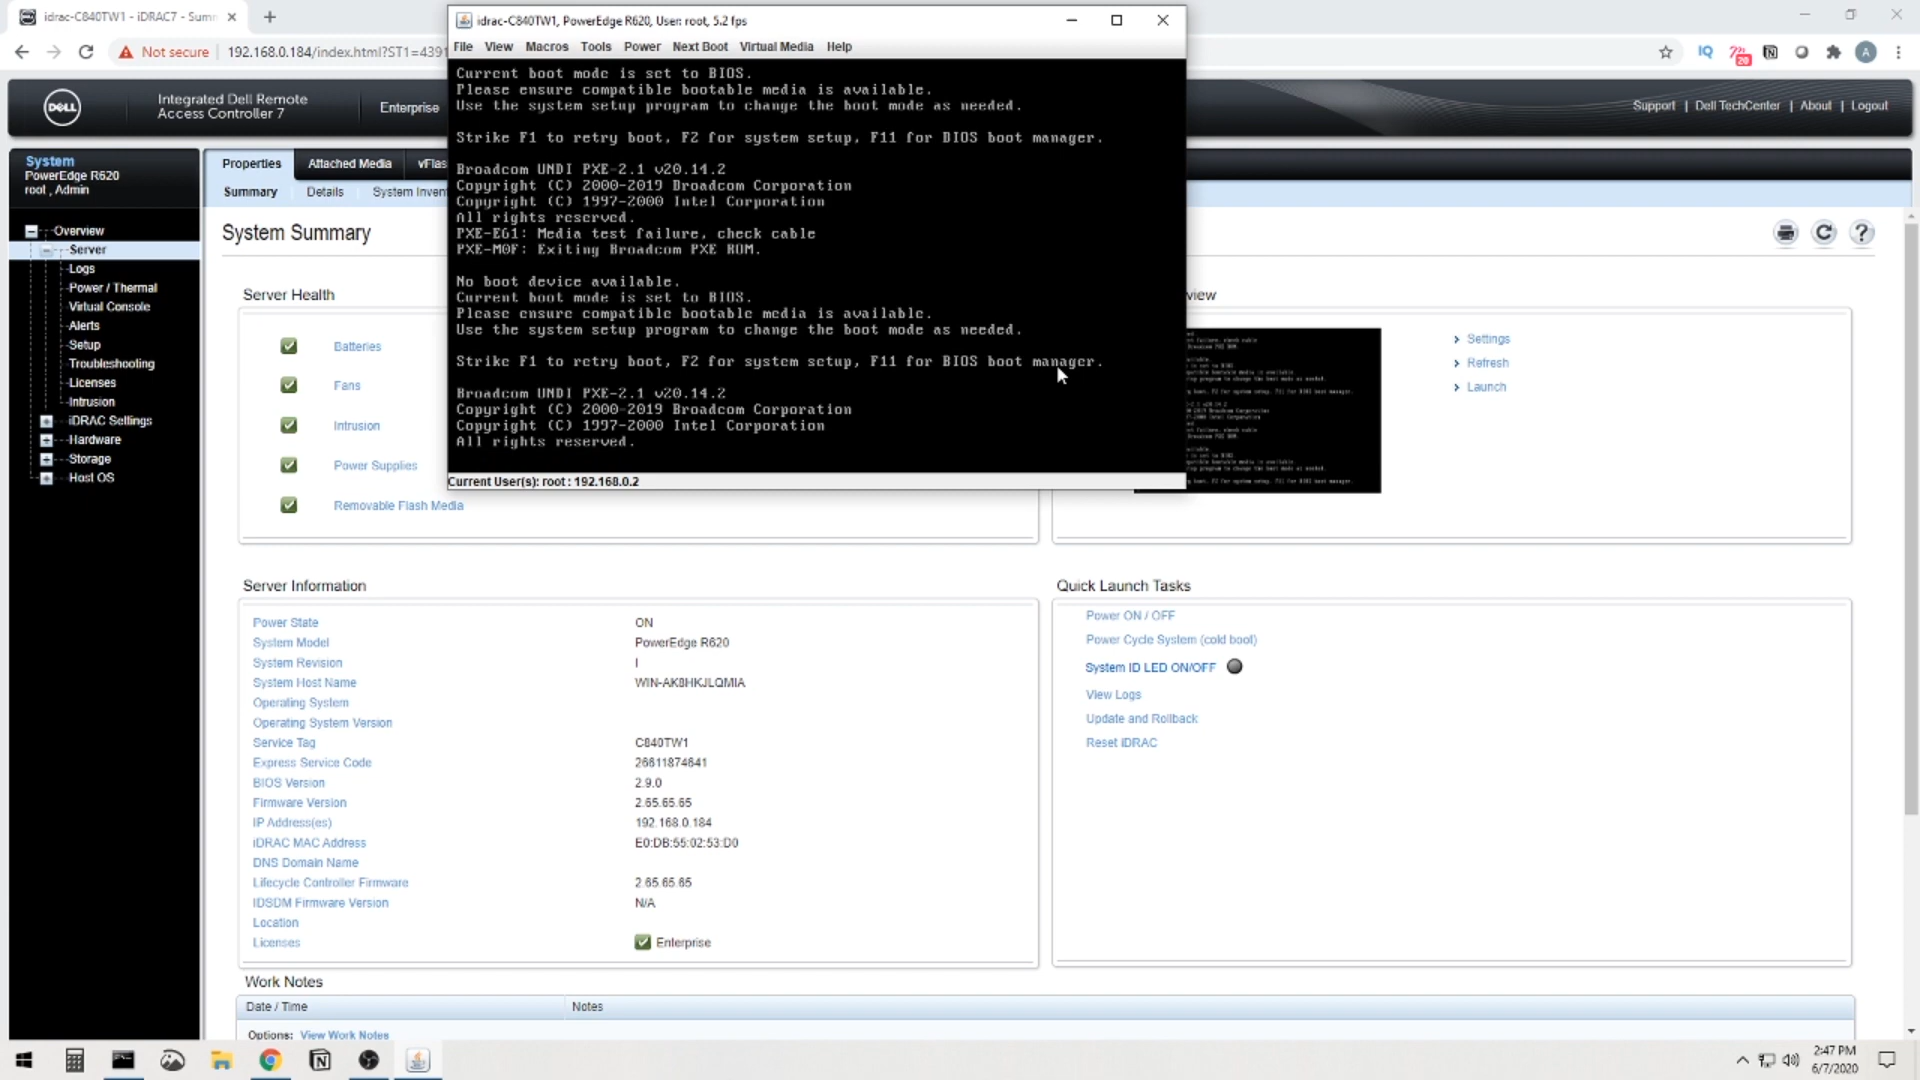 idrac-C840TW1 - iDRAC7 - Summ
idrac-C840TW1, PowerEdge R620, User: root, 5.2 fps
Not secure
192.168.0.184/index.html?ST1=4391
20
A
File View Macros Tools Power Next Boot Virtual Media Help
DELL
Integrated Dell Remote
Access Controller 7
Enterprise
Support | Dell TechCenter | About | Logout
System
PowerEdge R620
root , Admin
Overview
Server
Logs
Power / Thermal
Virtual Console
Alerts
Setup
Troubleshooting
Licenses
Intrusion
iDRAC Settings
Hardware
Storage
Host OS
Properties Attached Media vFlas
Summary Details System Inven
System Summary
Current boot mode is set to BIOS.
Please ensure compatible bootable media is available.
Use the system setup program to change the boot mode as needed.
Strike F1 to retry boot, F2 for system setup, F11 for BIOS boot manager.
Broadcom UNDI PXE-2.1 v20.14.2
Copyright (C) 2000-2019 Broadcom Corporation
Copyright (C) 1997-2000 Intel Corporation
All rights reserved.
PXE-E61: Media test failure, check cable
PXE-M0F: Exiting Broadcom PXE ROM.
No boot device available.
Current boot mode is set to BIOS.
Please ensure compatible bootable media is available.
Use the system setup program to change the boot mode as needed.
Strike F1 to retry boot, F2 for system setup, F11 for BIOS boot manager.
Broadcom UNDI PXE-2.1 v20.14.2
Copyright (C) 2000-2019 Broadcom Corporation
Copyright (C) 1997-2000 Intel Corporation
All rights reserved.
Current User(s): root : 192.168.0.2
Server Health
Batteries
Fans
Intrusion
Power Supplies
Removable Flash Media
view
Settings
Refresh
Launch
Server Information
Power State ON
System Model PowerEdge R620
System Revision I
System Host Name WIN-AK8HKJLQMIA
Operating System
Operating System Version
Service Tag C840TW1
Express Service Code 26611874641
BIOS Version 2.9.0
Firmware Version 2.65.65.65
IP Address(es) 192.168.0.184
iDRAC MAC Address E0:DB:55:02:53:D0
DNS Domain Name
Lifecycle Controller Firmware 2.65.65.65
IDSDM Firmware Version N/A
Location
Licenses Enterprise
Quick Launch Tasks
Power ON / OFF
Power Cycle System (cold boot)
System ID LED ON/OFF
View Logs
Update and Rollback
Reset iDRAC
Work Notes
Date / Time Notes
Options: View Work Notes
2:47 PM
6/7/2020